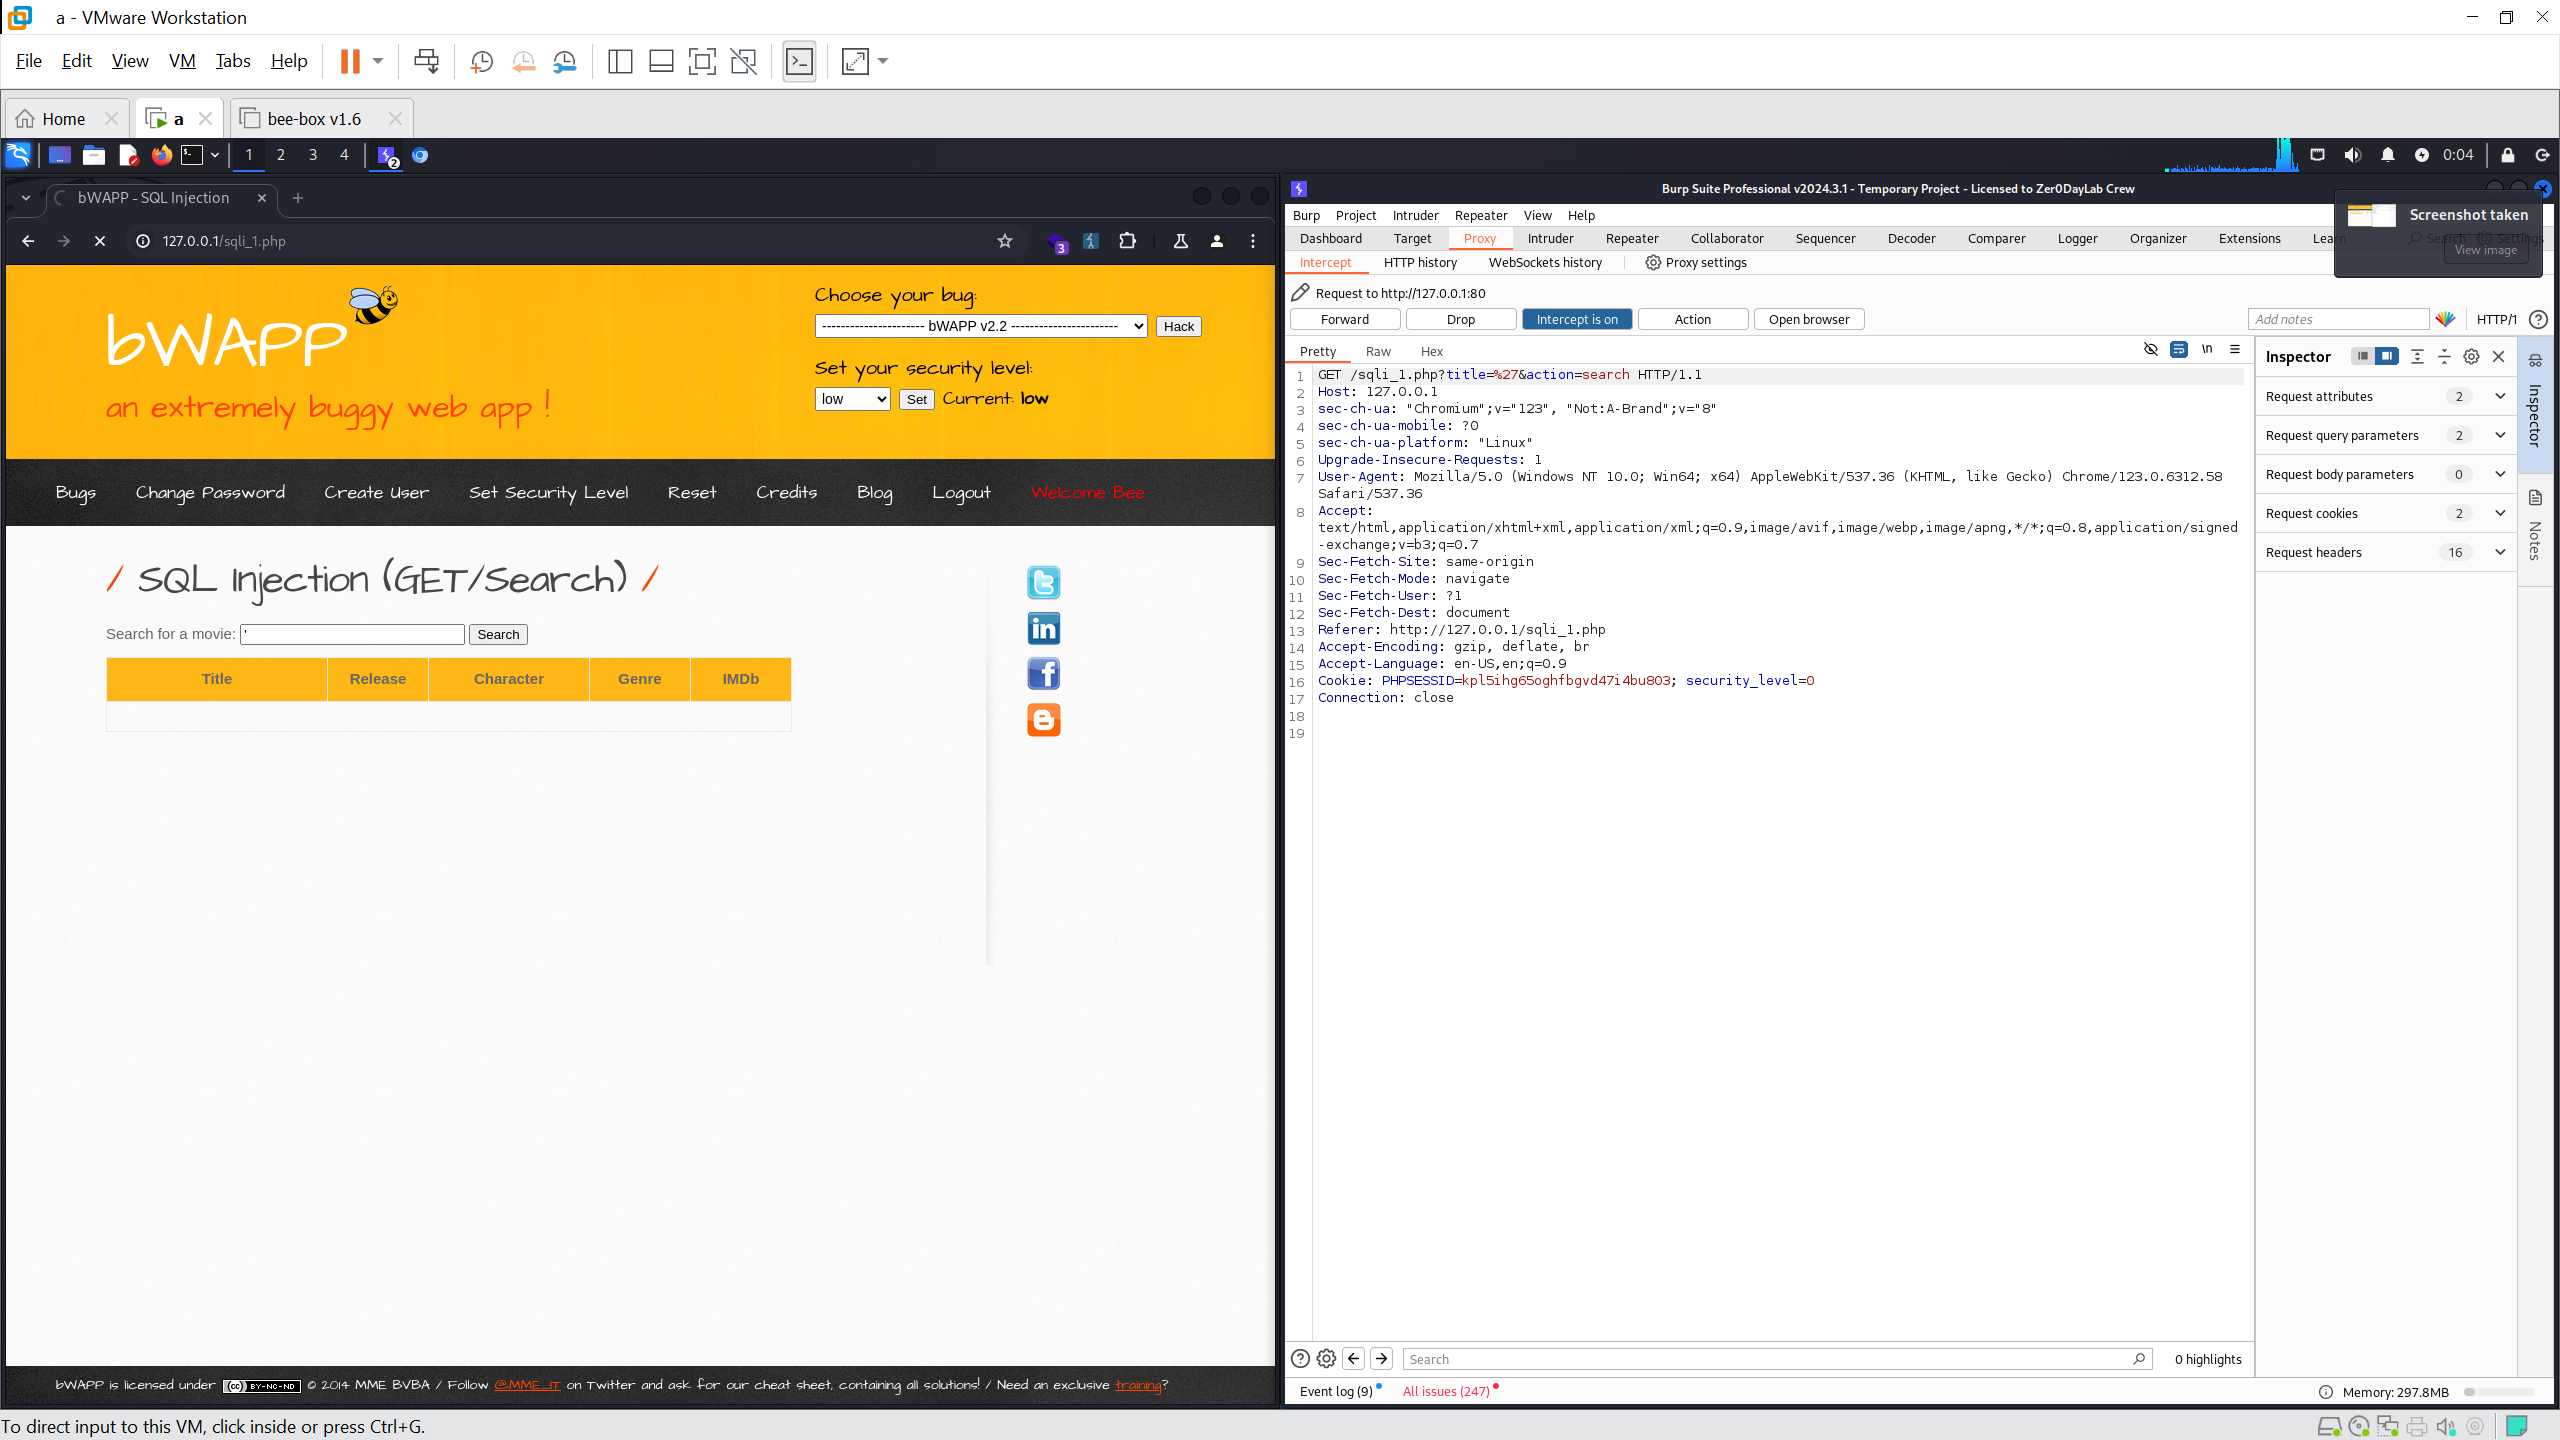 a - VMware Workstation
File Edit View VM Tabs Help
Home a bee-box v1.6
1 2 3 4 2 0:04
bWAPP - SQL Injection
127.0.0.1/sqli_1.php 3
bWAPP
an extremely buggy web app !
Choose your bug:
---------------------- bWAPP v2.2 ----------------------- Hack
Set your security level:
low Set Current: low
Bugs Change Password Create User Set Security Level Reset Credits Blog Logout Welcome Bee
/ SQL Injection (GET/Search) /
Search for a movie: ' Search
Title Release Character Genre IMDb
bWAPP is licensed under (cc) BY-NC-ND © 2014 MME BVBA / Follow @MME_IT on Twitter and ask for our cheat sheet, containing all solutions! / Need an exclusive training?
Burp Suite Professional v2024.3.1 - Temporary Project - Licensed to Zer0DayLab Crew
Burp Project Intruder Repeater View Help
Screenshot taken
View image
Dashboard Target Proxy Intruder Repeater Collaborator Sequencer Decoder Comparer Logger Organizer Extensions Learn Search Settings
Intercept HTTP history WebSockets history Proxy settings
Request to http://127.0.0.1:80
Forward Drop Intercept is on Action Open browser Add notes HTTP/1
Pretty Raw Hex \n
1 GET /sqli_1.php?title=%27&action=search HTTP/1.1
2 Host: 127.0.0.1
3 sec-ch-ua: "Chromium";v="123", "Not:A-Brand";v="8"
4 sec-ch-ua-mobile: ?0
5 sec-ch-ua-platform: "Linux"
6 Upgrade-Insecure-Requests: 1
7 User-Agent: Mozilla/5.0 (Windows NT 10.0; Win64; x64) AppleWebKit/537.36 (KHTML, like Gecko) Chrome/123.0.6312.58
Safari/537.36
8 Accept:
text/html,application/xhtml+xml,application/xml;q=0.9,image/avif,image/webp,image/apng,*/*;q=0.8,application/signed
-exchange;v=b3;q=0.7
9 Sec-Fetch-Site: same-origin
10 Sec-Fetch-Mode: navigate
11 Sec-Fetch-User: ?1
12 Sec-Fetch-Dest: document
13 Referer: http://127.0.0.1/sqli_1.php
14 Accept-Encoding: gzip, deflate, br
15 Accept-Language: en-US,en;q=0.9
16 Cookie: PHPSESSID=kpl5ihg65oghfbgvd47i4bu803; security_level=0
17 Connection: close
18
19
Inspector
Request attributes 2
Request query parameters 2
Request body parameters 0
Request cookies 2
Request headers 16
Inspector
Notes
Search 0 highlights
Event log (9) All issues (247) Memory: 297.8MB
To direct input to this VM, click inside or press Ctrl+G.